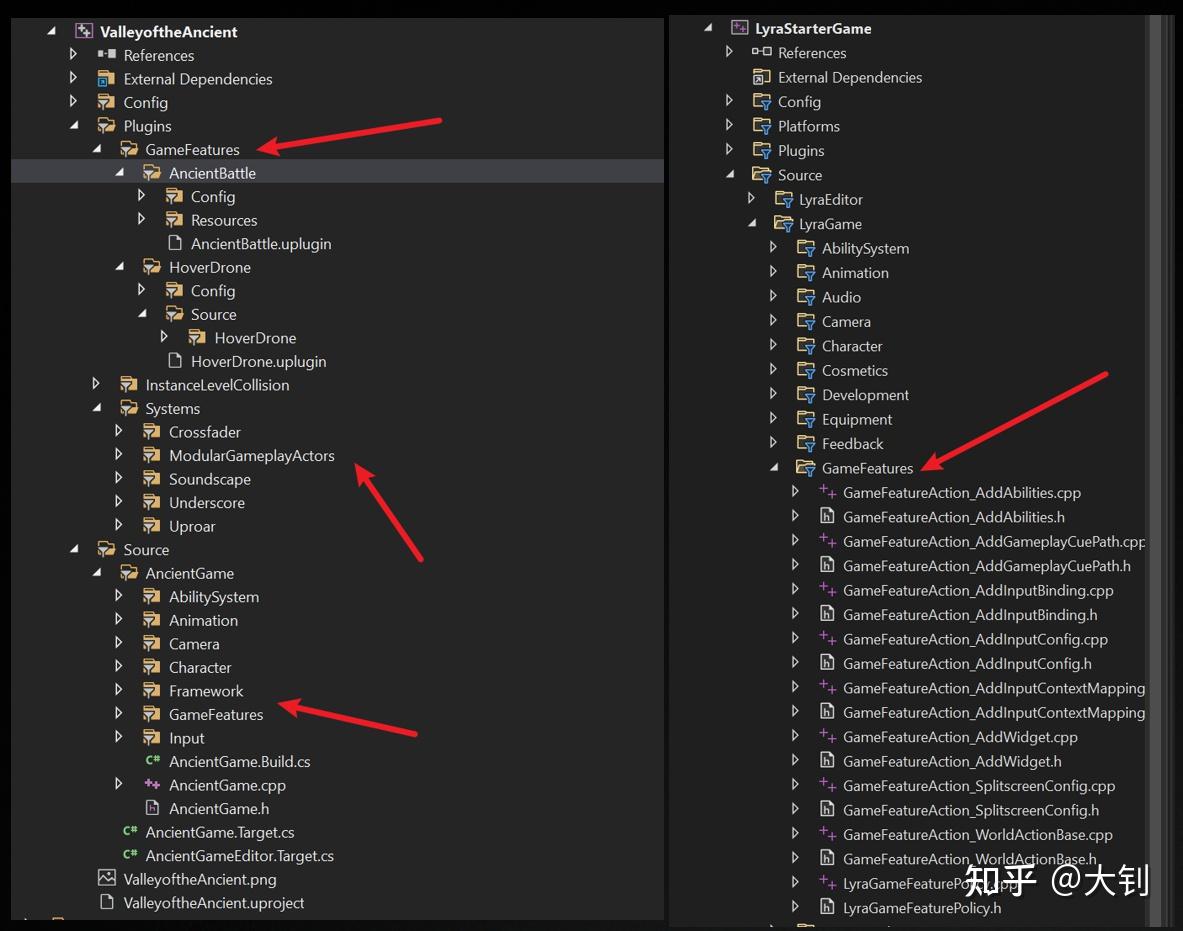 ValleyoftheAncient
References
External Dependencies
Config
Plugins
GameFeatures
AncientBattle
Config
Resources
AncientBattle.uplugin
HoverDrone
Config
Source
HoverDrone
HoverDrone.uplugin
InstanceLevelCollision
Systems
Crossfader
ModularGameplayActors
Soundscape
Underscore
Uproar
Source
AncientGame
AbilitySystem
Animation
Camera
Character
Framework
GameFeatures
Input
AncientGame.Build.cs
AncientGame.cpp
AncientGame.h
AncientGame.Target.cs
AncientGameEditor.Target.cs
ValleyoftheAncient.png
ValleyoftheAncient.uproject
LyraStarterGame
References
External Dependencies
Config
Platforms
Plugins
Source
LyraEditor
LyraGame
AbilitySystem
Animation
Audio
Camera
Character
Cosmetics
Development
Equipment
Feedback
GameFeatures
GameFeatureAction_AddAbilities.cpp
GameFeatureAction_AddAbilities.h
GameFeatureAction_AddGameplayCuePath.cpp
GameFeatureAction_AddGameplayCuePath.h
GameFeatureAction_AddInputBinding.cpp
GameFeatureAction_AddInputBinding.h
GameFeatureAction_AddInputConfig.cpp
GameFeatureAction_AddInputConfig.h
GameFeatureAction_AddInputContextMapping
GameFeatureAction_AddInputContextMapping
GameFeatureAction_AddWidget.cpp
GameFeatureAction_AddWidget.h
GameFeatureAction_SplitscreenConfig.cpp
GameFeatureAction_SplitscreenConfig.h
GameFeatureAction_WorldActionBase.cpp
GameFeatureAction_WorldActionBase.h
LyraGameFeaturePolicy.cpp
LyraGameFeaturePolicy.h
知乎 @大钊